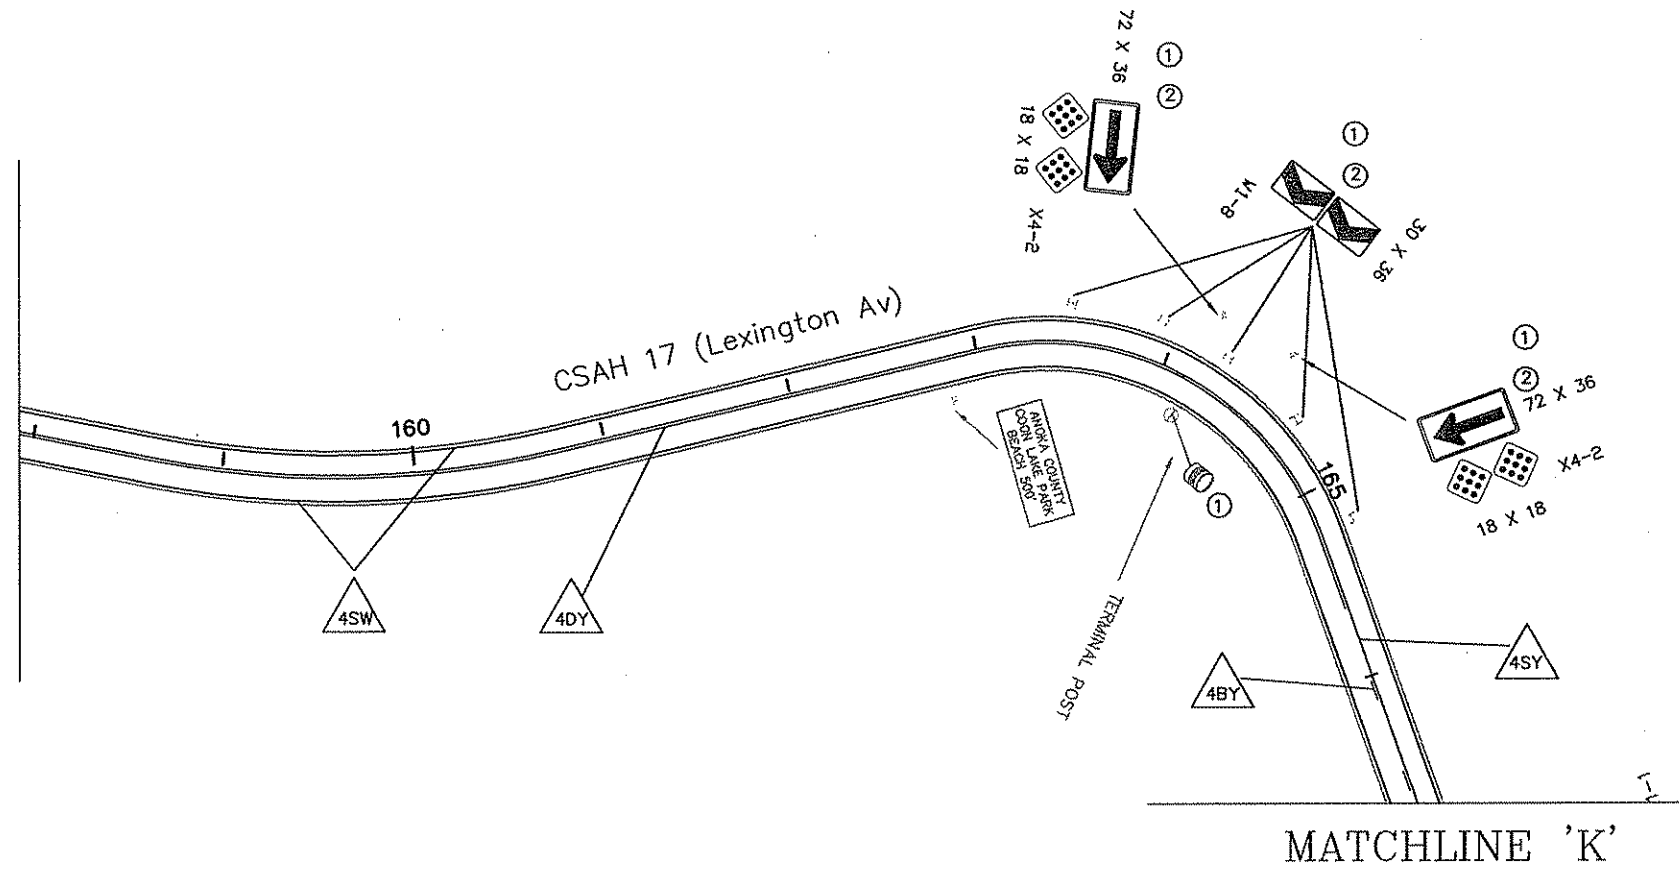 72 X 36
1
2
18 X 18
X4-2
1
2
W1-8
30 X 36
CSAH 17 (Lexington Av)
160
1
2
72 X 36
X4-2
18 X 18
165
ANOKA COUNTY
COON LAKE PARK
BEACH 500'
1
TERMINAL POST
4SW
4DY
4BY
4SY
MATCHLINE 'K'